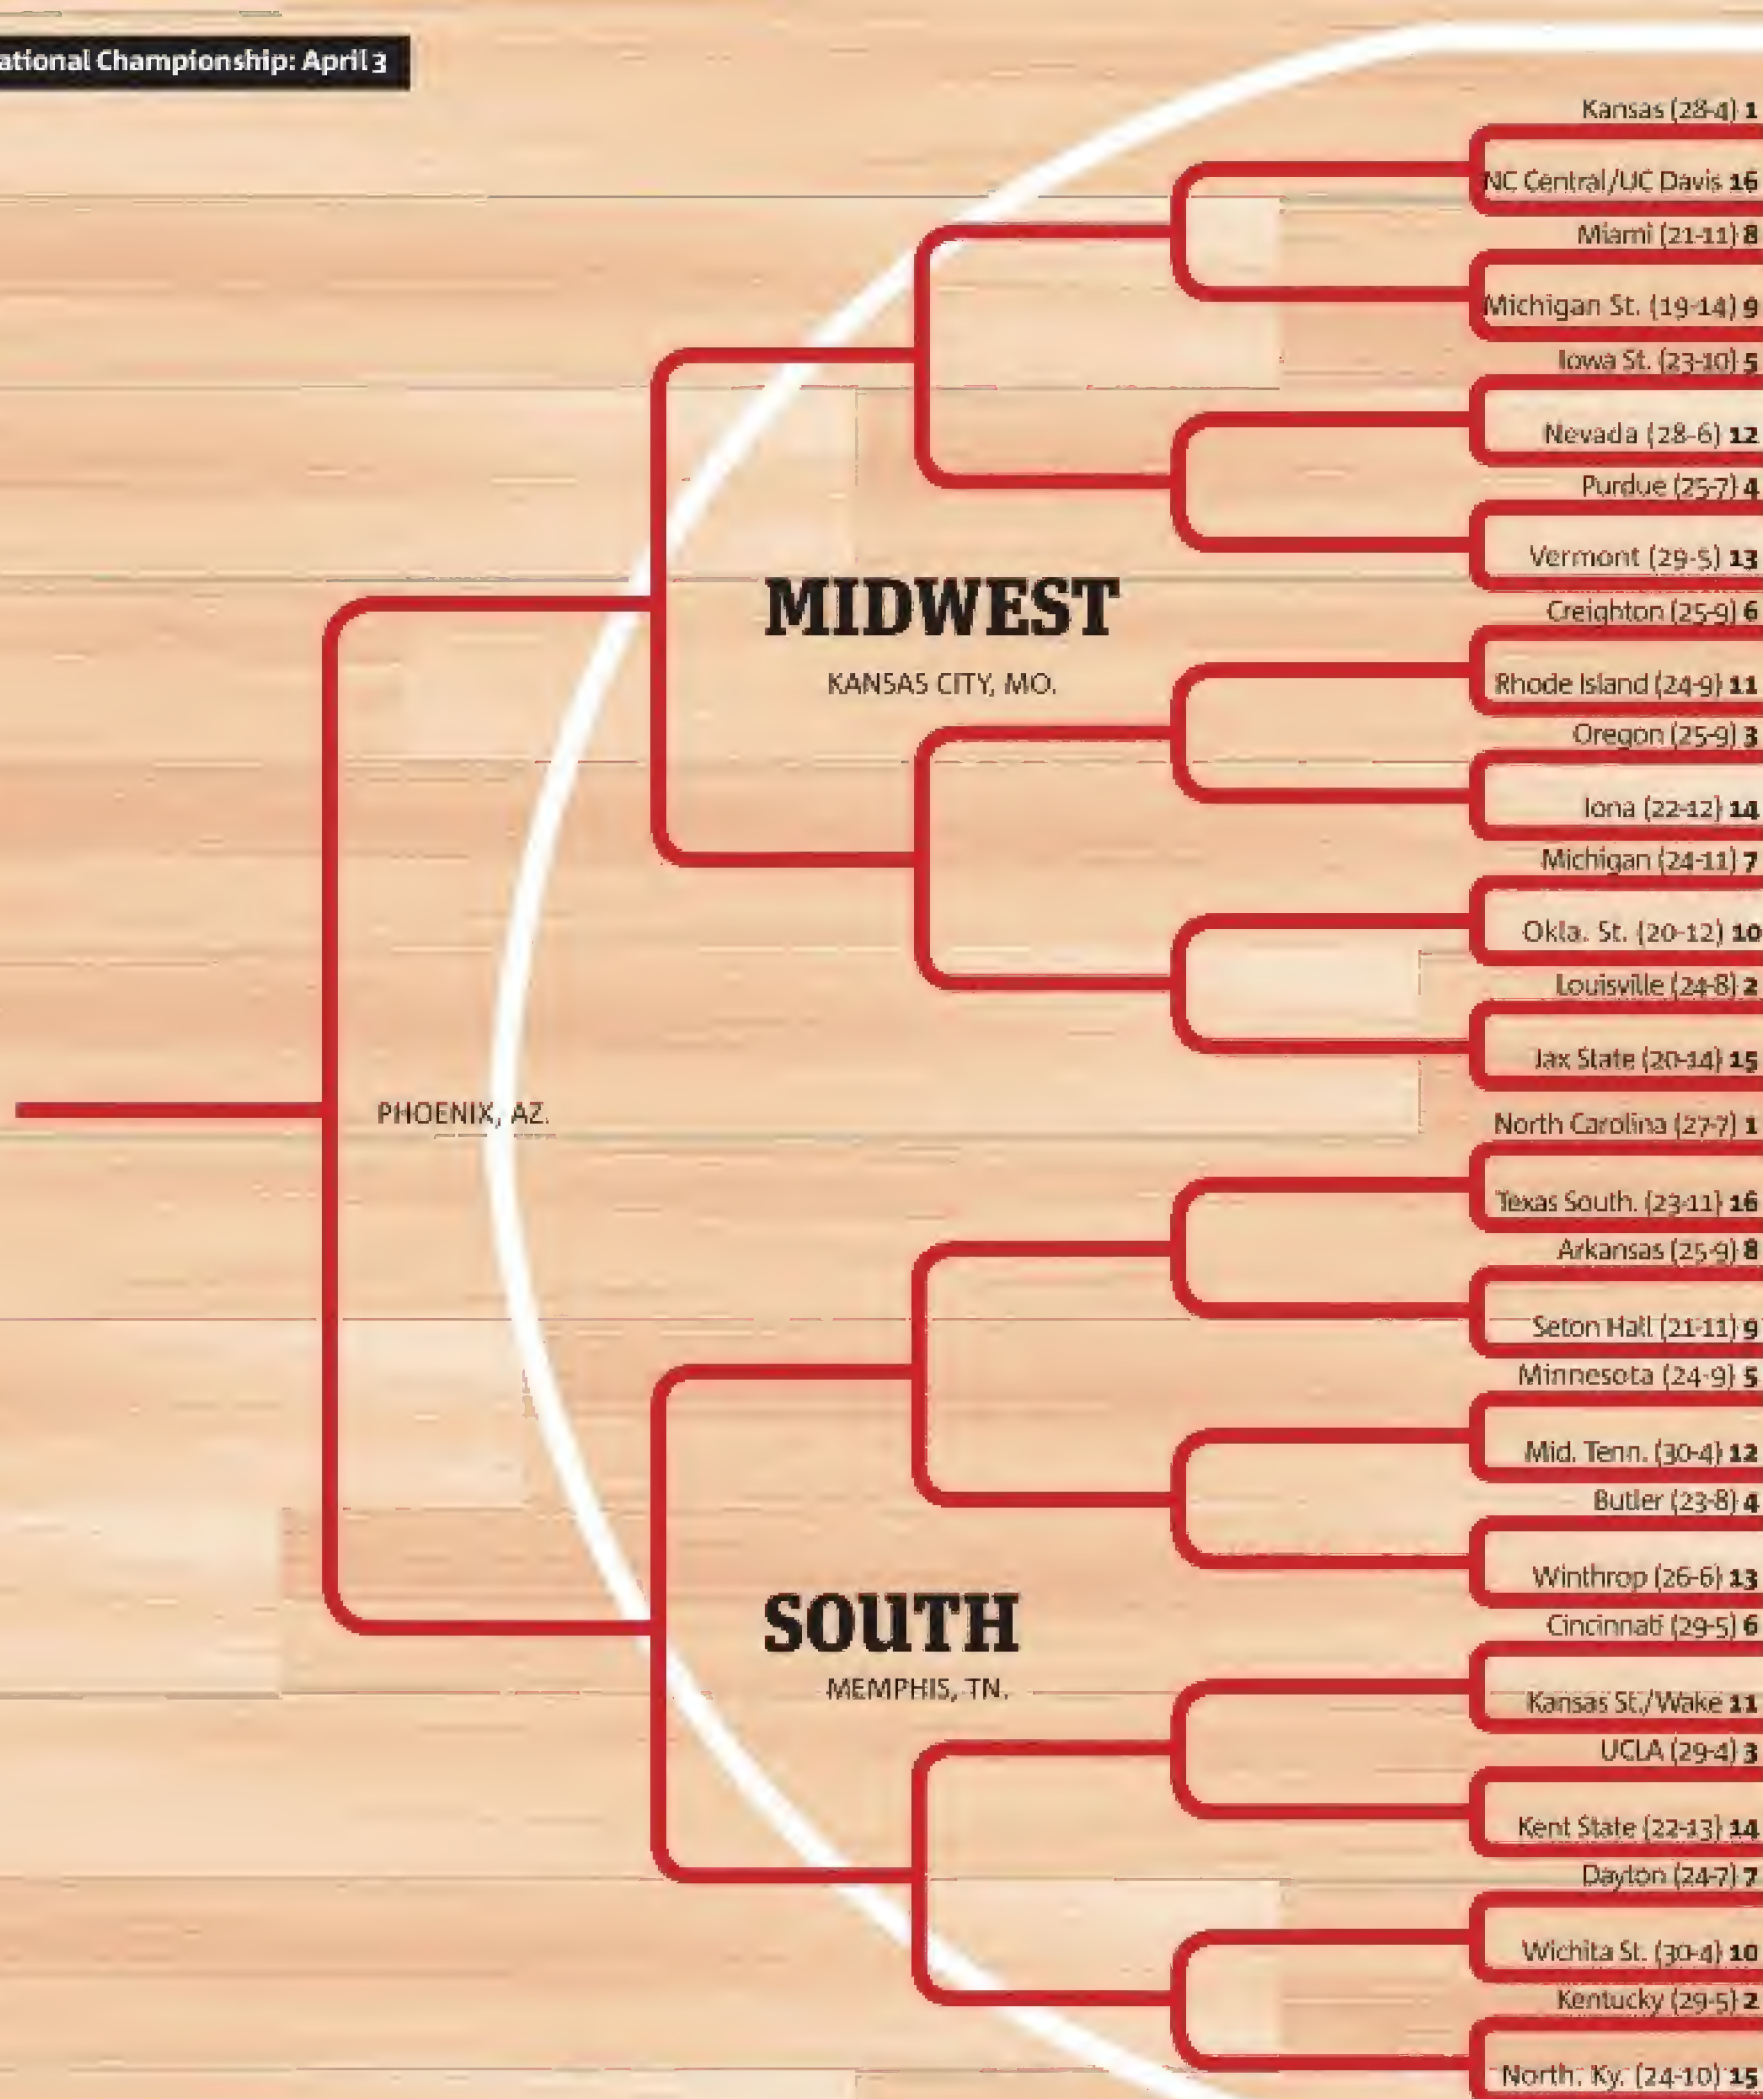 ational Championship: April 3
Kansas (28-4) 1
NC Central/UC Davis 16
Miami (21-11) 8
Michigan St. (19-14) 9
Iowa St. (23-10) 5
Nevada (28-6) 12
Purdue (25-7) 4
Vermont (29-5) 13
MIDWEST
KANSAS CITY, MO.
Creighton (25-9) 6
Rhode Island (24-9) 11
Oregon (25-9) 3
Iona (22-12) 14
Michigan (24-11) 7
Okla. St. (20-12) 10
Louisville (24-8) 2
Jax State (20-14) 15
PHOENIX, AZ.
North Carolina (27-7) 1
Texas South. (23-11) 16
Arkansas (25-9) 8
Seton Hall (21-11) 9
Minnesota (24-9) 5
Mid. Tenn. (30-4) 12
Butler (23-8) 4
Winthrop (26-6) 13
SOUTH
MEMPHIS, TN.
Cincinnati (29-5) 6
Kansas St./Wake 11
UCLA (29-4) 3
Kent State (22-13) 14
Dayton (24-7) 7
Wichita St. (30-4) 10
Kentucky (29-5) 2
North. Ky. (24-10) 15